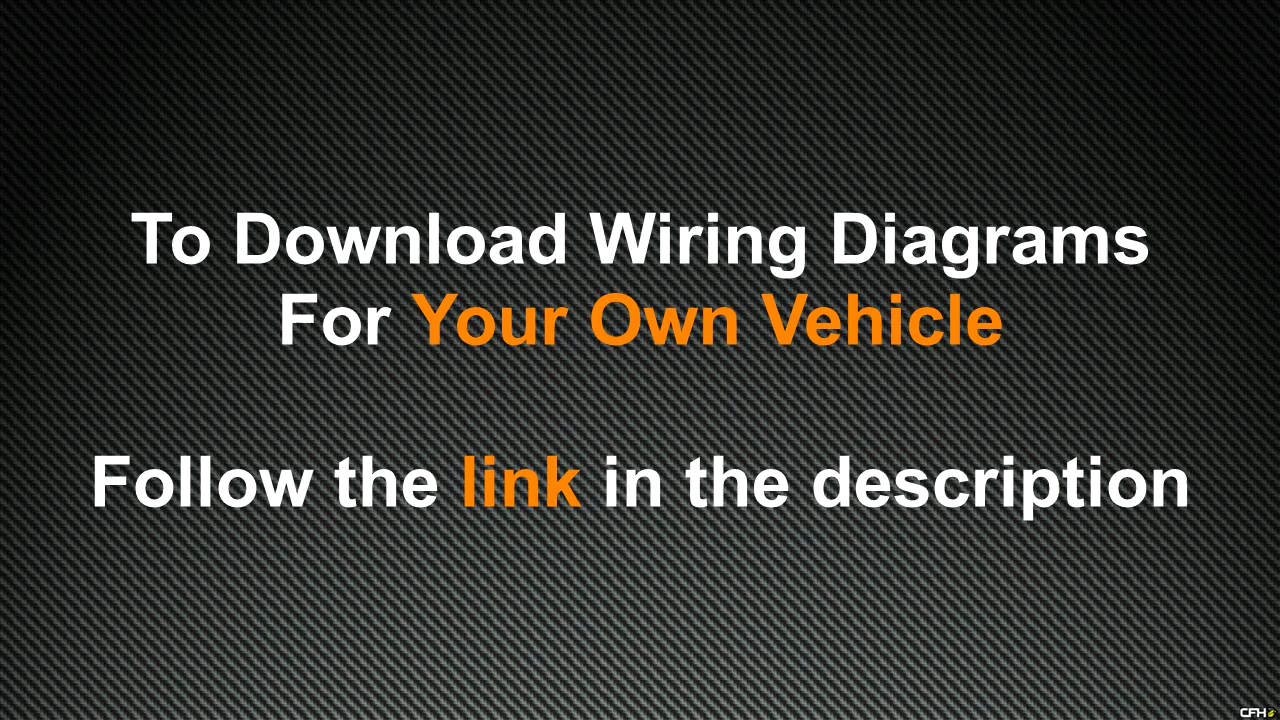 To Download Wiring Diagrams
For Your Own Vehicle
Follow the link in the description
CFH